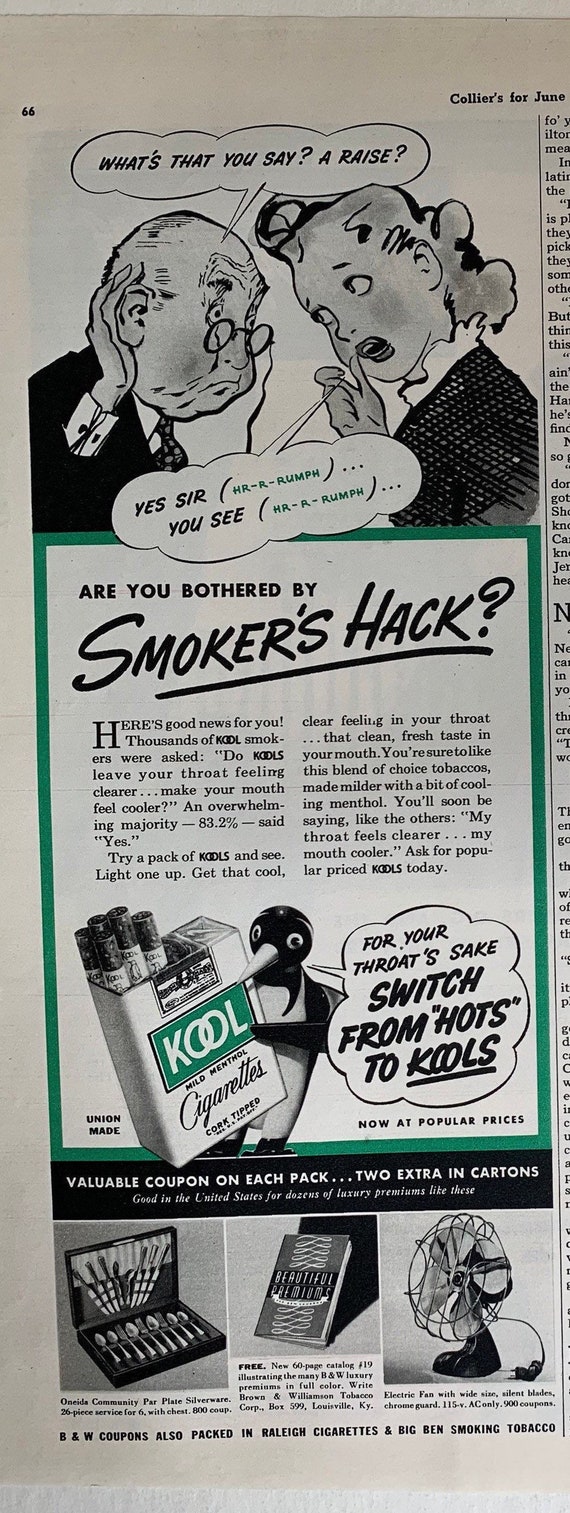 66
Collier's for June
WHAT'S THAT YOU SAY? A RAISE?
YES SIR (HR-R-RUMPH)...
YOU SEE (HR-R-RUMPH)...
ARE YOU BOTHERED BY
SMOKER'S HACK?
HERE'S good news for you!
Thousands of KOOL smok-
ers were asked: "Do KOOLS
leave your throat feeling
clearer...make your mouth
feel cooler?" An overwhelm-
ing majority — 83.2% — said
"Yes."
Try a pack of KOOLS and see.
Light one up. Get that cool,
clear feeling in your throat
...that clean, fresh taste in
your mouth. You're sure to like
this blend of choice tobaccos,
made milder with a bit of cool-
ing menthol. You'll soon be
saying, like the others: "My
throat feels clearer...my
mouth cooler." Ask for popu-
lar priced KOOLS today.
KOOL
KOOL
KOOL
KOOL
MILD MENTHOL
Cigarettes
CORK TIPPED
UNION
MADE
FOR YOUR
THROAT'S SAKE
SWITCH
FROM "HOTS"
TO KOOLS
NOW AT POPULAR PRICES
VALUABLE COUPON ON EACH PACK...TWO EXTRA IN CARTONS
Good in the United States for dozens of luxury premiums like these
BEAUTIFUL
PREMIUMS
Oneida Community Par Plate Silverware.
26-piece service for 6, with chest. 800 coup.
FREE. New 60-page catalog #19
illustrating the many B & W luxury
premiums in full color. Write
Brown & Williamson Tobacco
Corp., Box 599, Louisville, Ky.
Electric Fan with wide size, silent blades,
chrome guard. 115-v. AC only. 900 coupons.
B & W COUPONS ALSO PACKED IN RALEIGH CIGARETTES & BIG BEN SMOKING TOBACCO